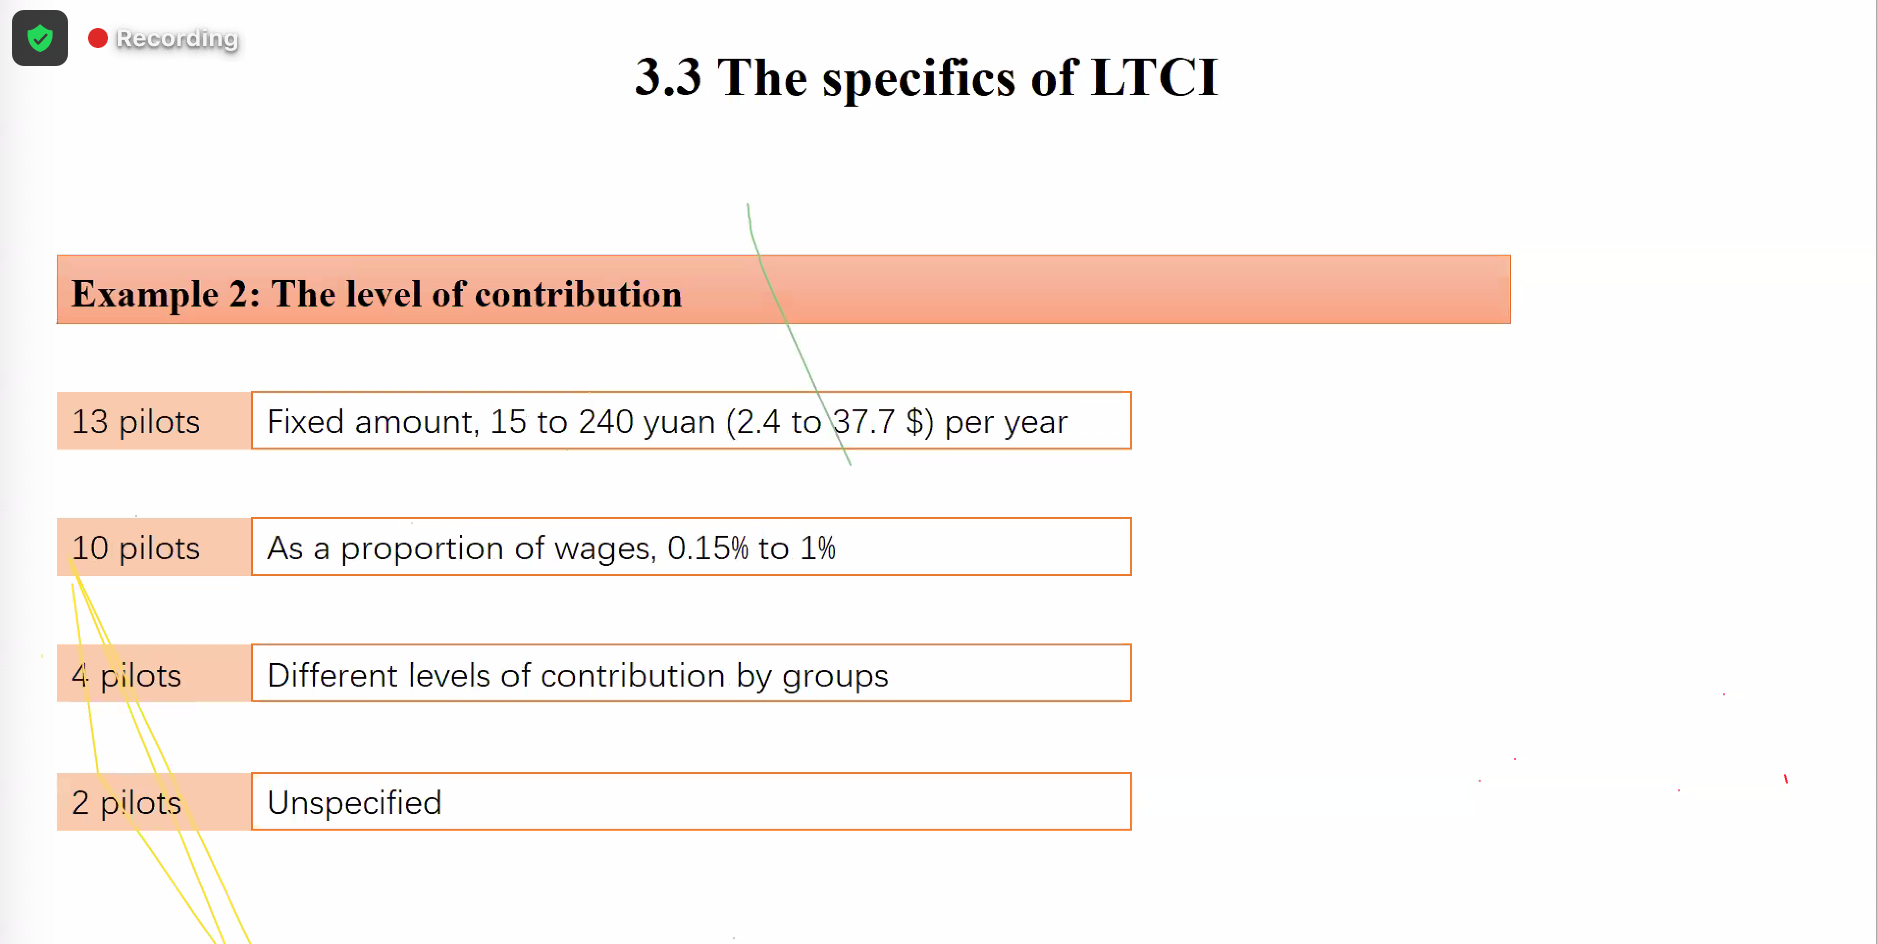 Recording
3.3 The specifics of LTCI
Example 2: The level of contribution
13 pilots
Fixed amount, 15 to 240 yuan (2.4 to 37.7 $) per year
10 pilots
As a proportion of wages, 0.15% to 1%
4 pilots
Different levels of contribution by groups
2 pilots
Unspecified